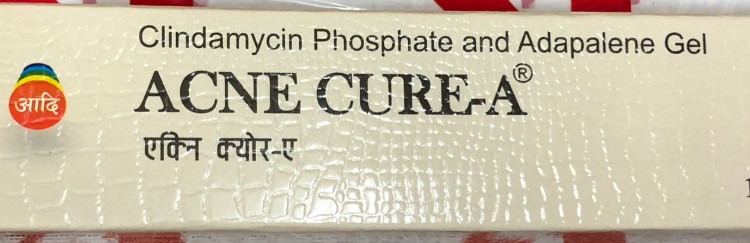 Clindamycin Phosphate and Adapalene Gel
ACNE CURE-A®
आदि
एक्नि क्योर-ए